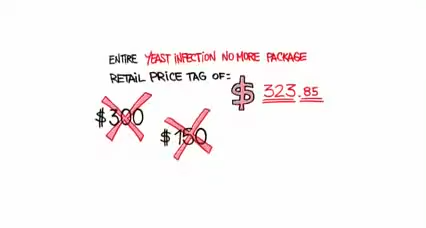 ENTIRE YEAST INFECTION NO MORE PACKAGE
RETAIL PRICE TAG OF:
$ 323.85
$300
$150